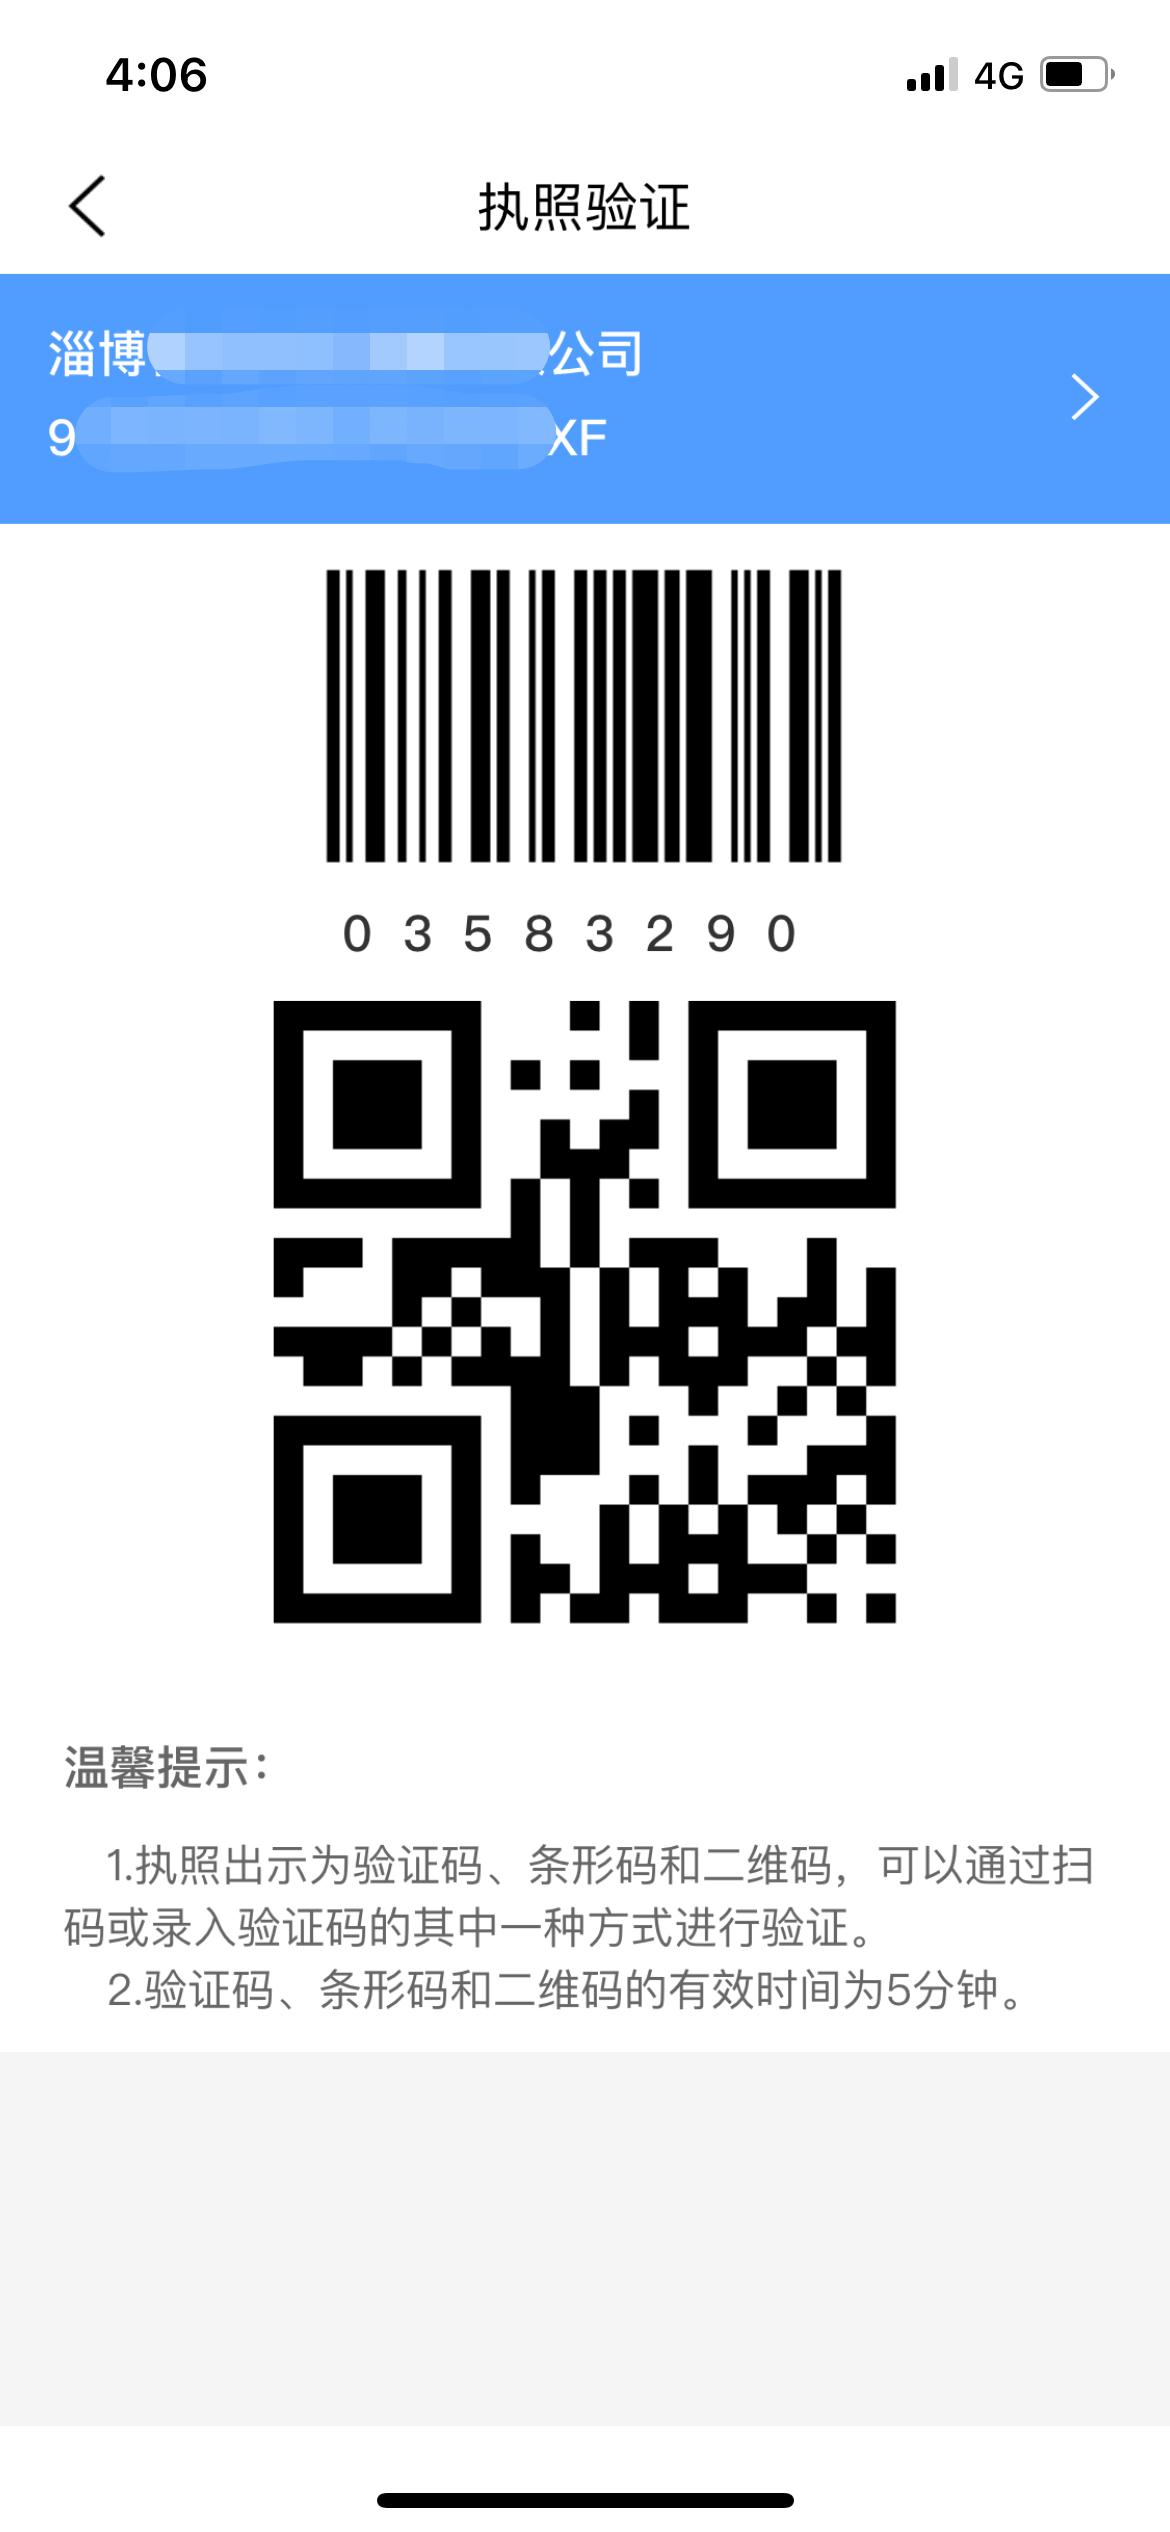 4:06
4G
执照验证
淄博
公司
9
XF
0 3 5 8 3 2 9 0
温馨提示：
1.执照出示为验证码、条形码和二维码，可以通过扫
码或录入验证码的其中一种方式进行验证。
2.验证码、条形码和二维码的有效时间为5分钟。